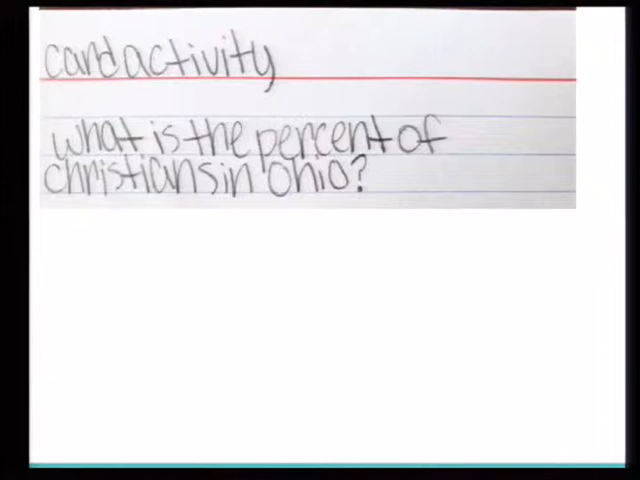 card activity
what is the percent of
christians in ohio?